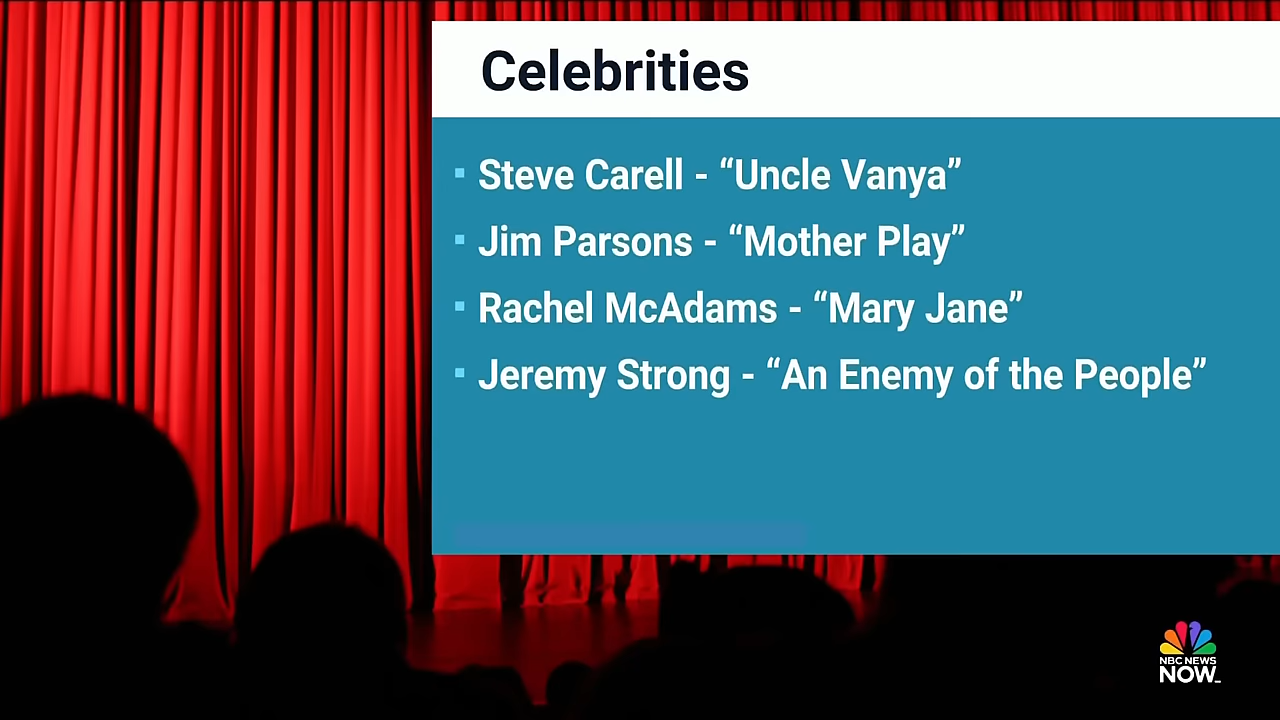 Celebrities
Steve Carell - “Uncle Vanya”
Jim Parsons - “Mother Play”
Rachel McAdams - “Mary Jane”
Jeremy Strong - “An Enemy of the People”
NBC NEWS
NOW